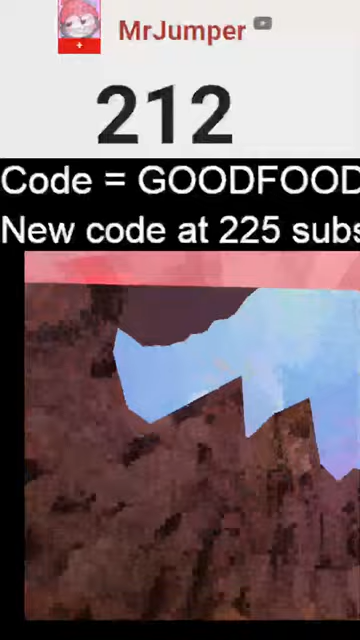 MrJumper
212
Code = GOODFOOD
New code at 225 subs